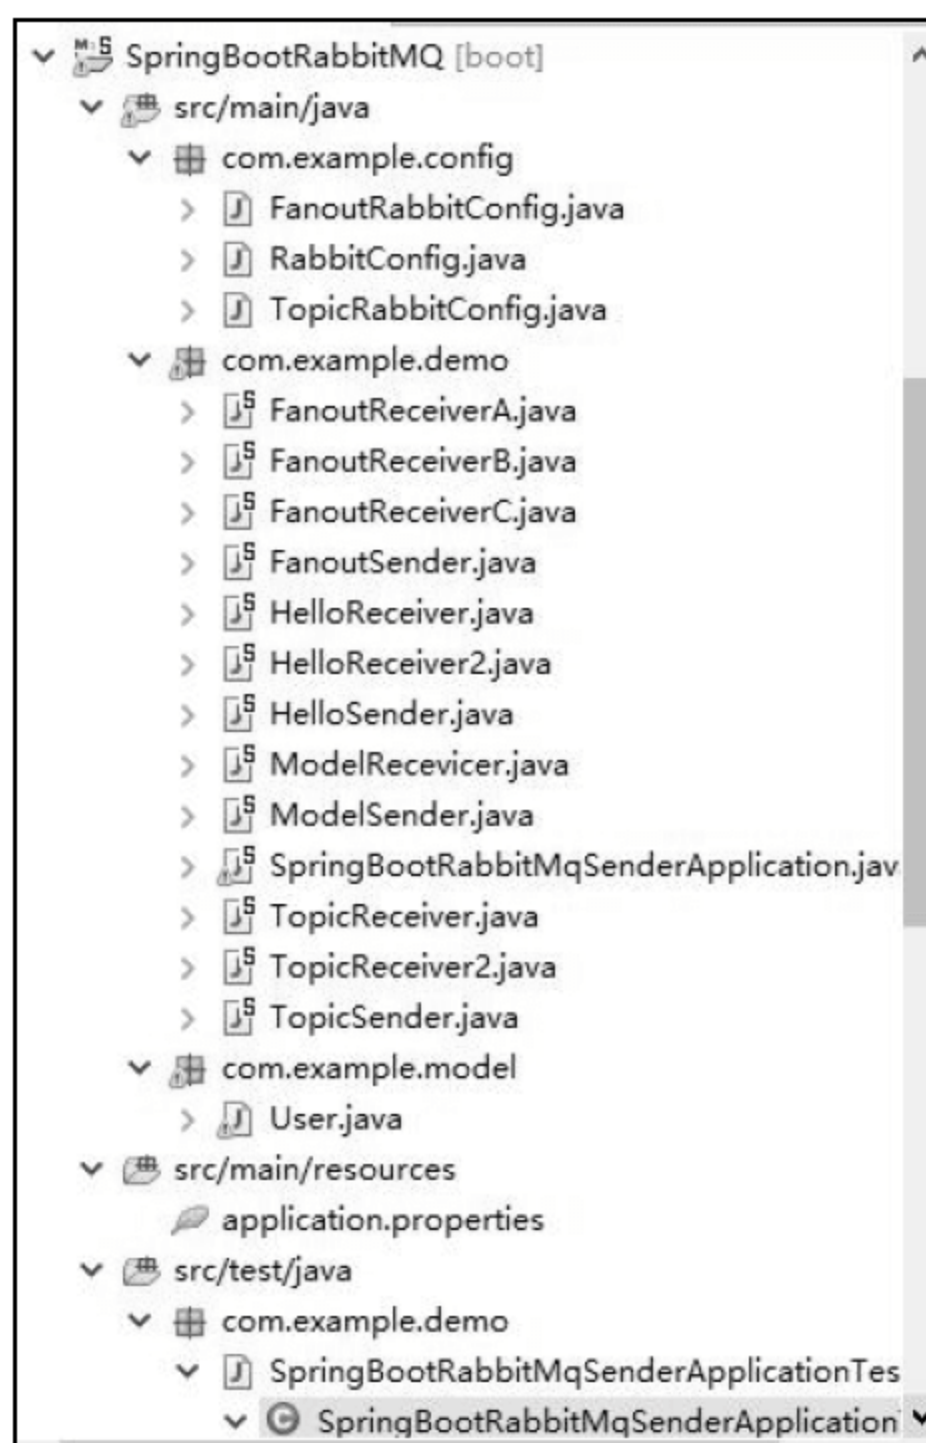 SpringBootRabbitMQ [boot]
src/main/java
com.example.config
FanoutRabbitConfig.java
RabbitConfig.java
TopicRabbitConfig.java
com.example.demo
FanoutReceiverA.java
FanoutReceiverB.java
FanoutReceiverC.java
FanoutSender.java
HelloReceiver.java
HelloReceiver2.java
HelloSender.java
ModelRecevicer.java
ModelSender.java
SpringBootRabbitMqSenderApplication.jav
TopicReceiver.java
TopicReceiver2.java
TopicSender.java
com.example.model
User.java
src/main/resources
application.properties
src/test/java
com.example.demo
SpringBootRabbitMqSenderApplicationTes
SpringBootRabbitMqSenderApplication